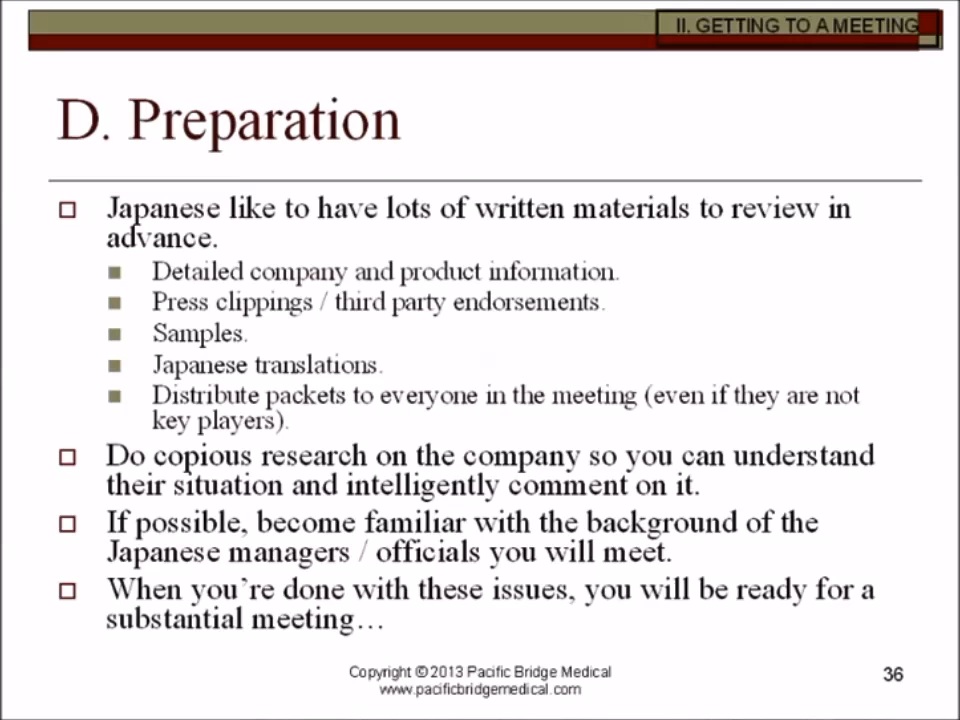 II. GETTING TO A MEETING
D. Preparation
Japanese like to have lots of written materials to review in
advance.
Detailed company and product information.
Press clippings / third party endorsements.
Samples.
Japanese translations.
Distribute packets to everyone in the meeting (even if they are not
key players).
Do copious research on the company so you can understand
their situation and intelligently comment on it.
If possible, become familiar with the background of the
Japanese managers / officials you will meet.
When you’re done with these issues, you will be ready for a
substantial meeting…
Copyright © 2013 Pacific Bridge Medical
www.pacificbridgemedical.com
36